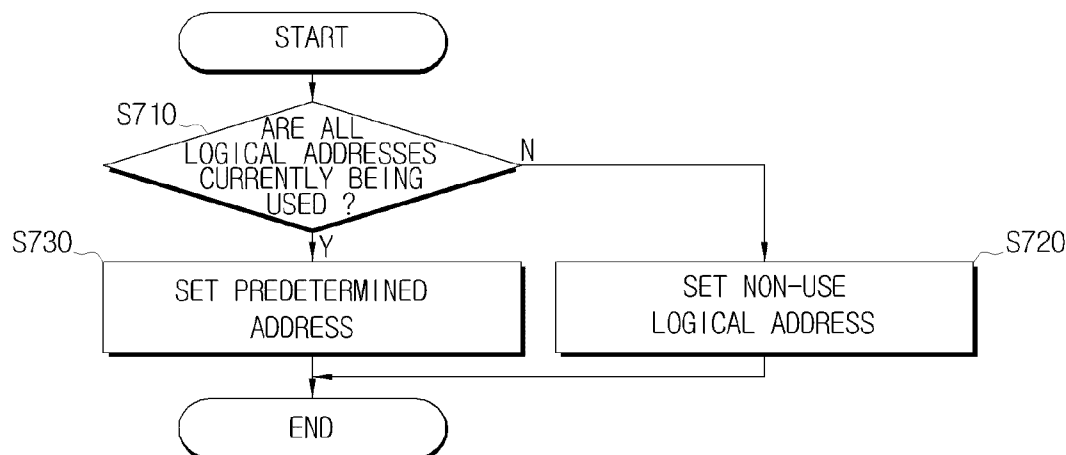 START
S710
ARE ALL
LOGICAL ADDRESSES
CURRENTLY BEING
USED ?
N
Y
S730
SET PREDETERMINED
ADDRESS
S720
SET NON-USE
LOGICAL ADDRESS
END